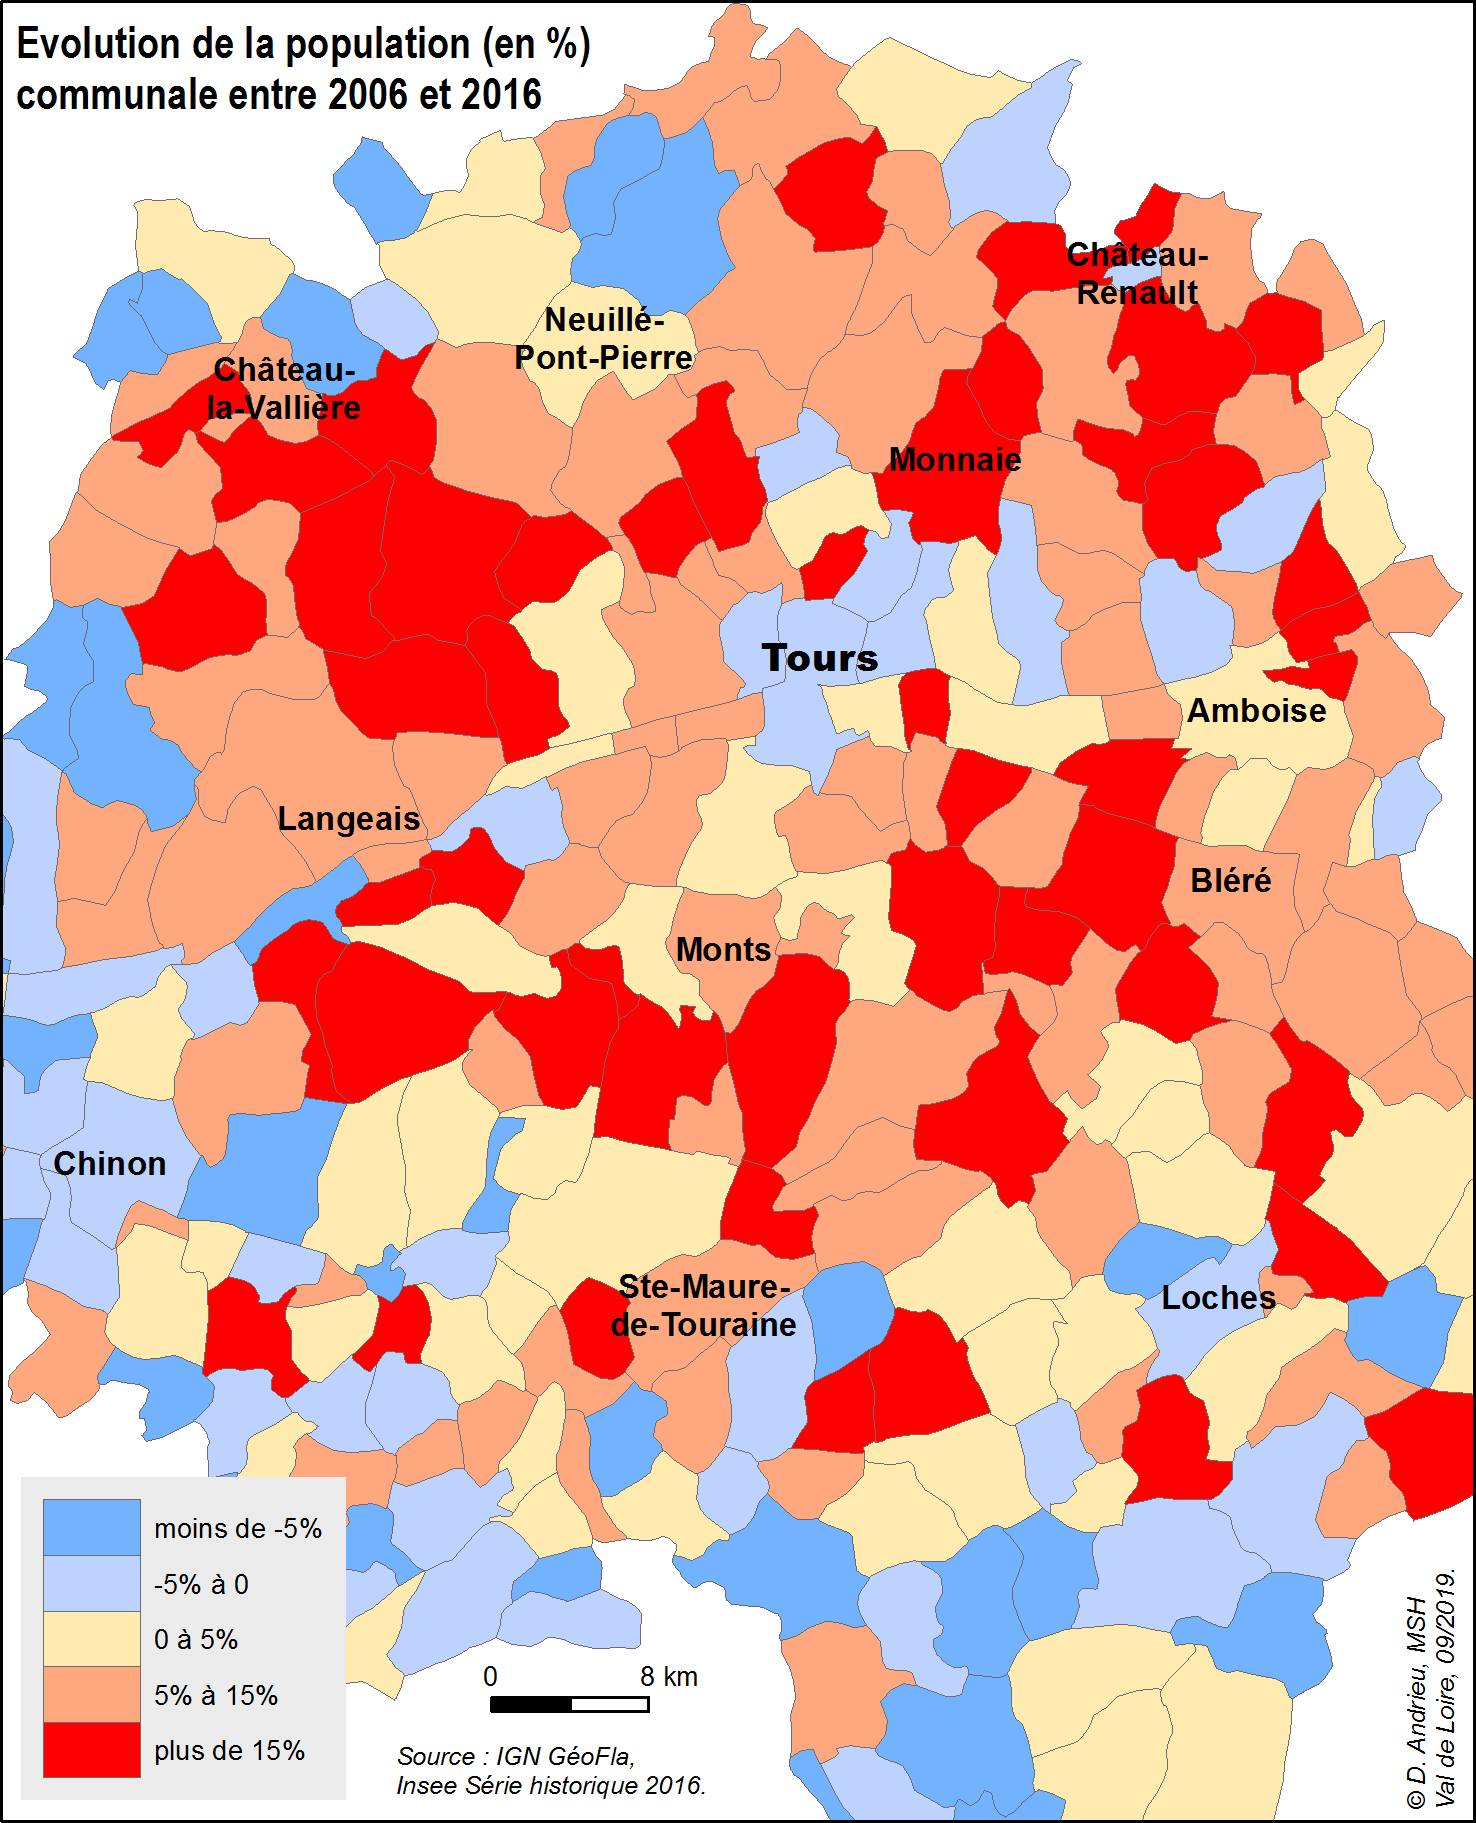 Evolution de la population (en %)
communale entre 2006 et 2016
Château-
Renault
Neuillé-
Pont-Pierre
Château-
la-Vallière
Monnaie
Tours
Amboise
Langeais
Bléré
Monts
Chinon
Ste-Maure-
de-Touraine
Loches
moins de -5%
-5% à 0
0 à 5%
5% à 15%
plus de 15%
0 8 km
Source : IGN GéoFla,
Insee Série historique 2016.
© D. Andrieu, MSH
Val de Loire, 09/2019.